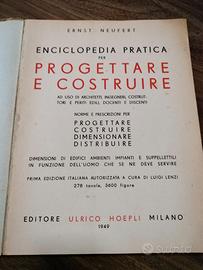 ERNST NEUFERT
ENCICLOPEDIA PRATICA
PER
PROGETTARE
E COSTRUIRE
AD USO DI ARCHITETTI, INGEGNERI, COSTRUT-
TORI E PERITI EDILI, DOCENTI E DISCENTI
NORME E PRESCRIZIONI PER
PROGETTARE
COSTRUIRE
DIMENSIONARE
DISTRIBUIRE
DIMENSIONI DI EDIFICI AMBIENTI IMPIANTI E SUPPELLETTILI
IN FUNZIONE DELL'UOMO CHE SE NE DEVE SERVIRE
PRIMA EDIZIONE ITALIANA AUTORIZZATA A CURA DI LUIGI LENZI
278 tavole, 3600 figure
EDITORE ULRICO HOEPLI MILANO
1949
subito